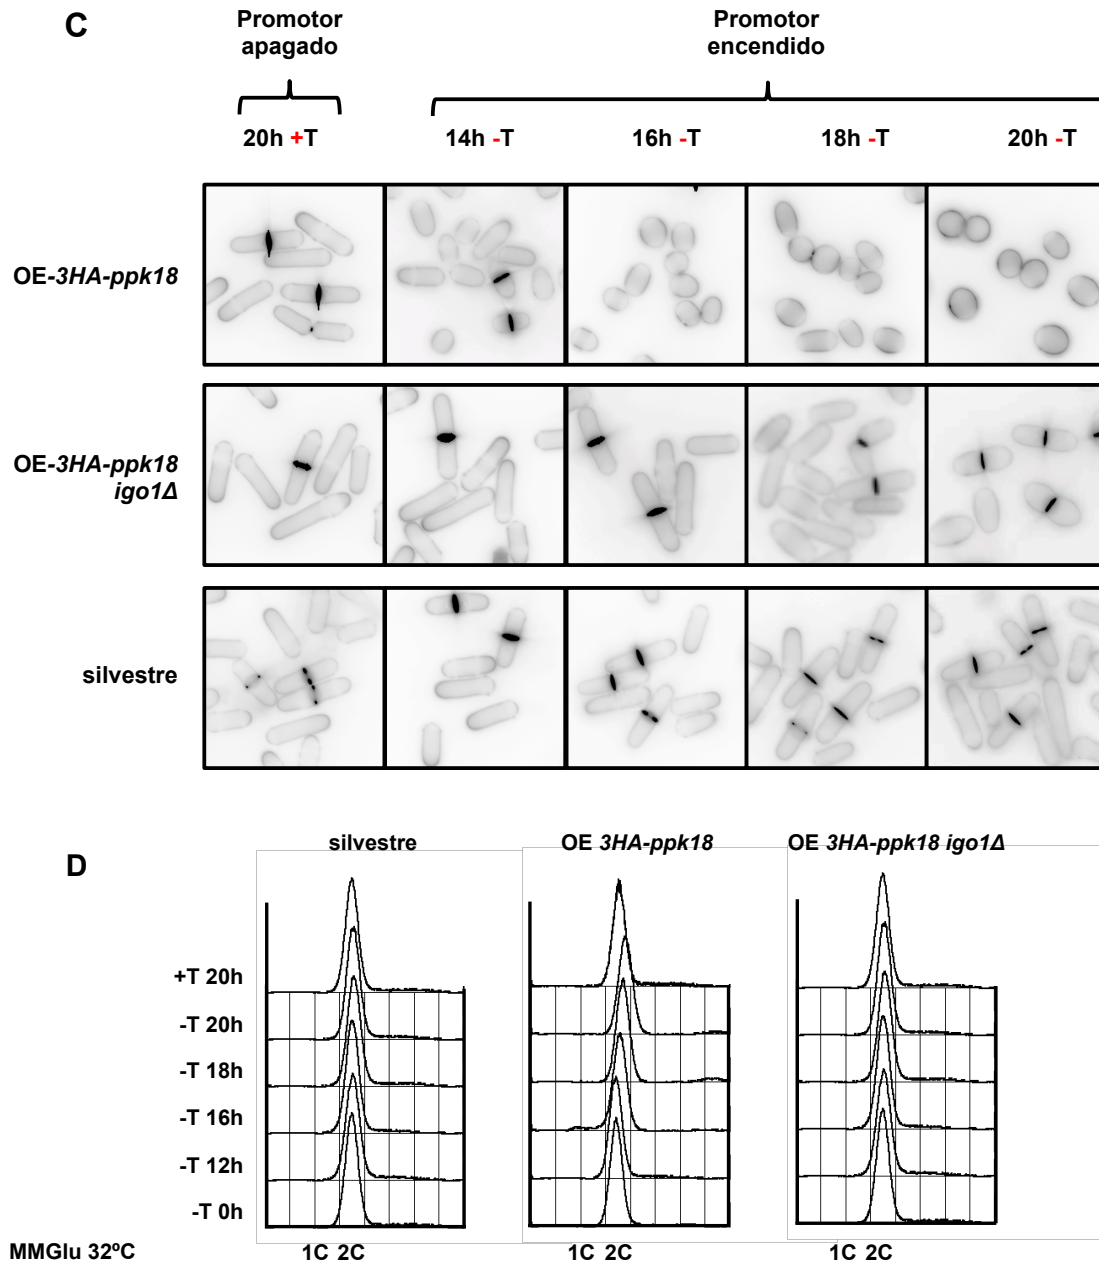 C
Promotor
apagado
Promotor
encendido
20h +T
14h -T
16h -T
18h -T
20h -T
OE-3HA-ppk18
OE-3HA-ppk18
igo1Δ
silvestre
D
silvestre
OE 3HA-ppk18
OE 3HA-ppk18 igo1Δ
+T 20h
-T 20h
-T 18h
-T 16h
-T 12h
-T 0h
MMGlu 32ºC
1C 2C
1C 2C
1C 2C